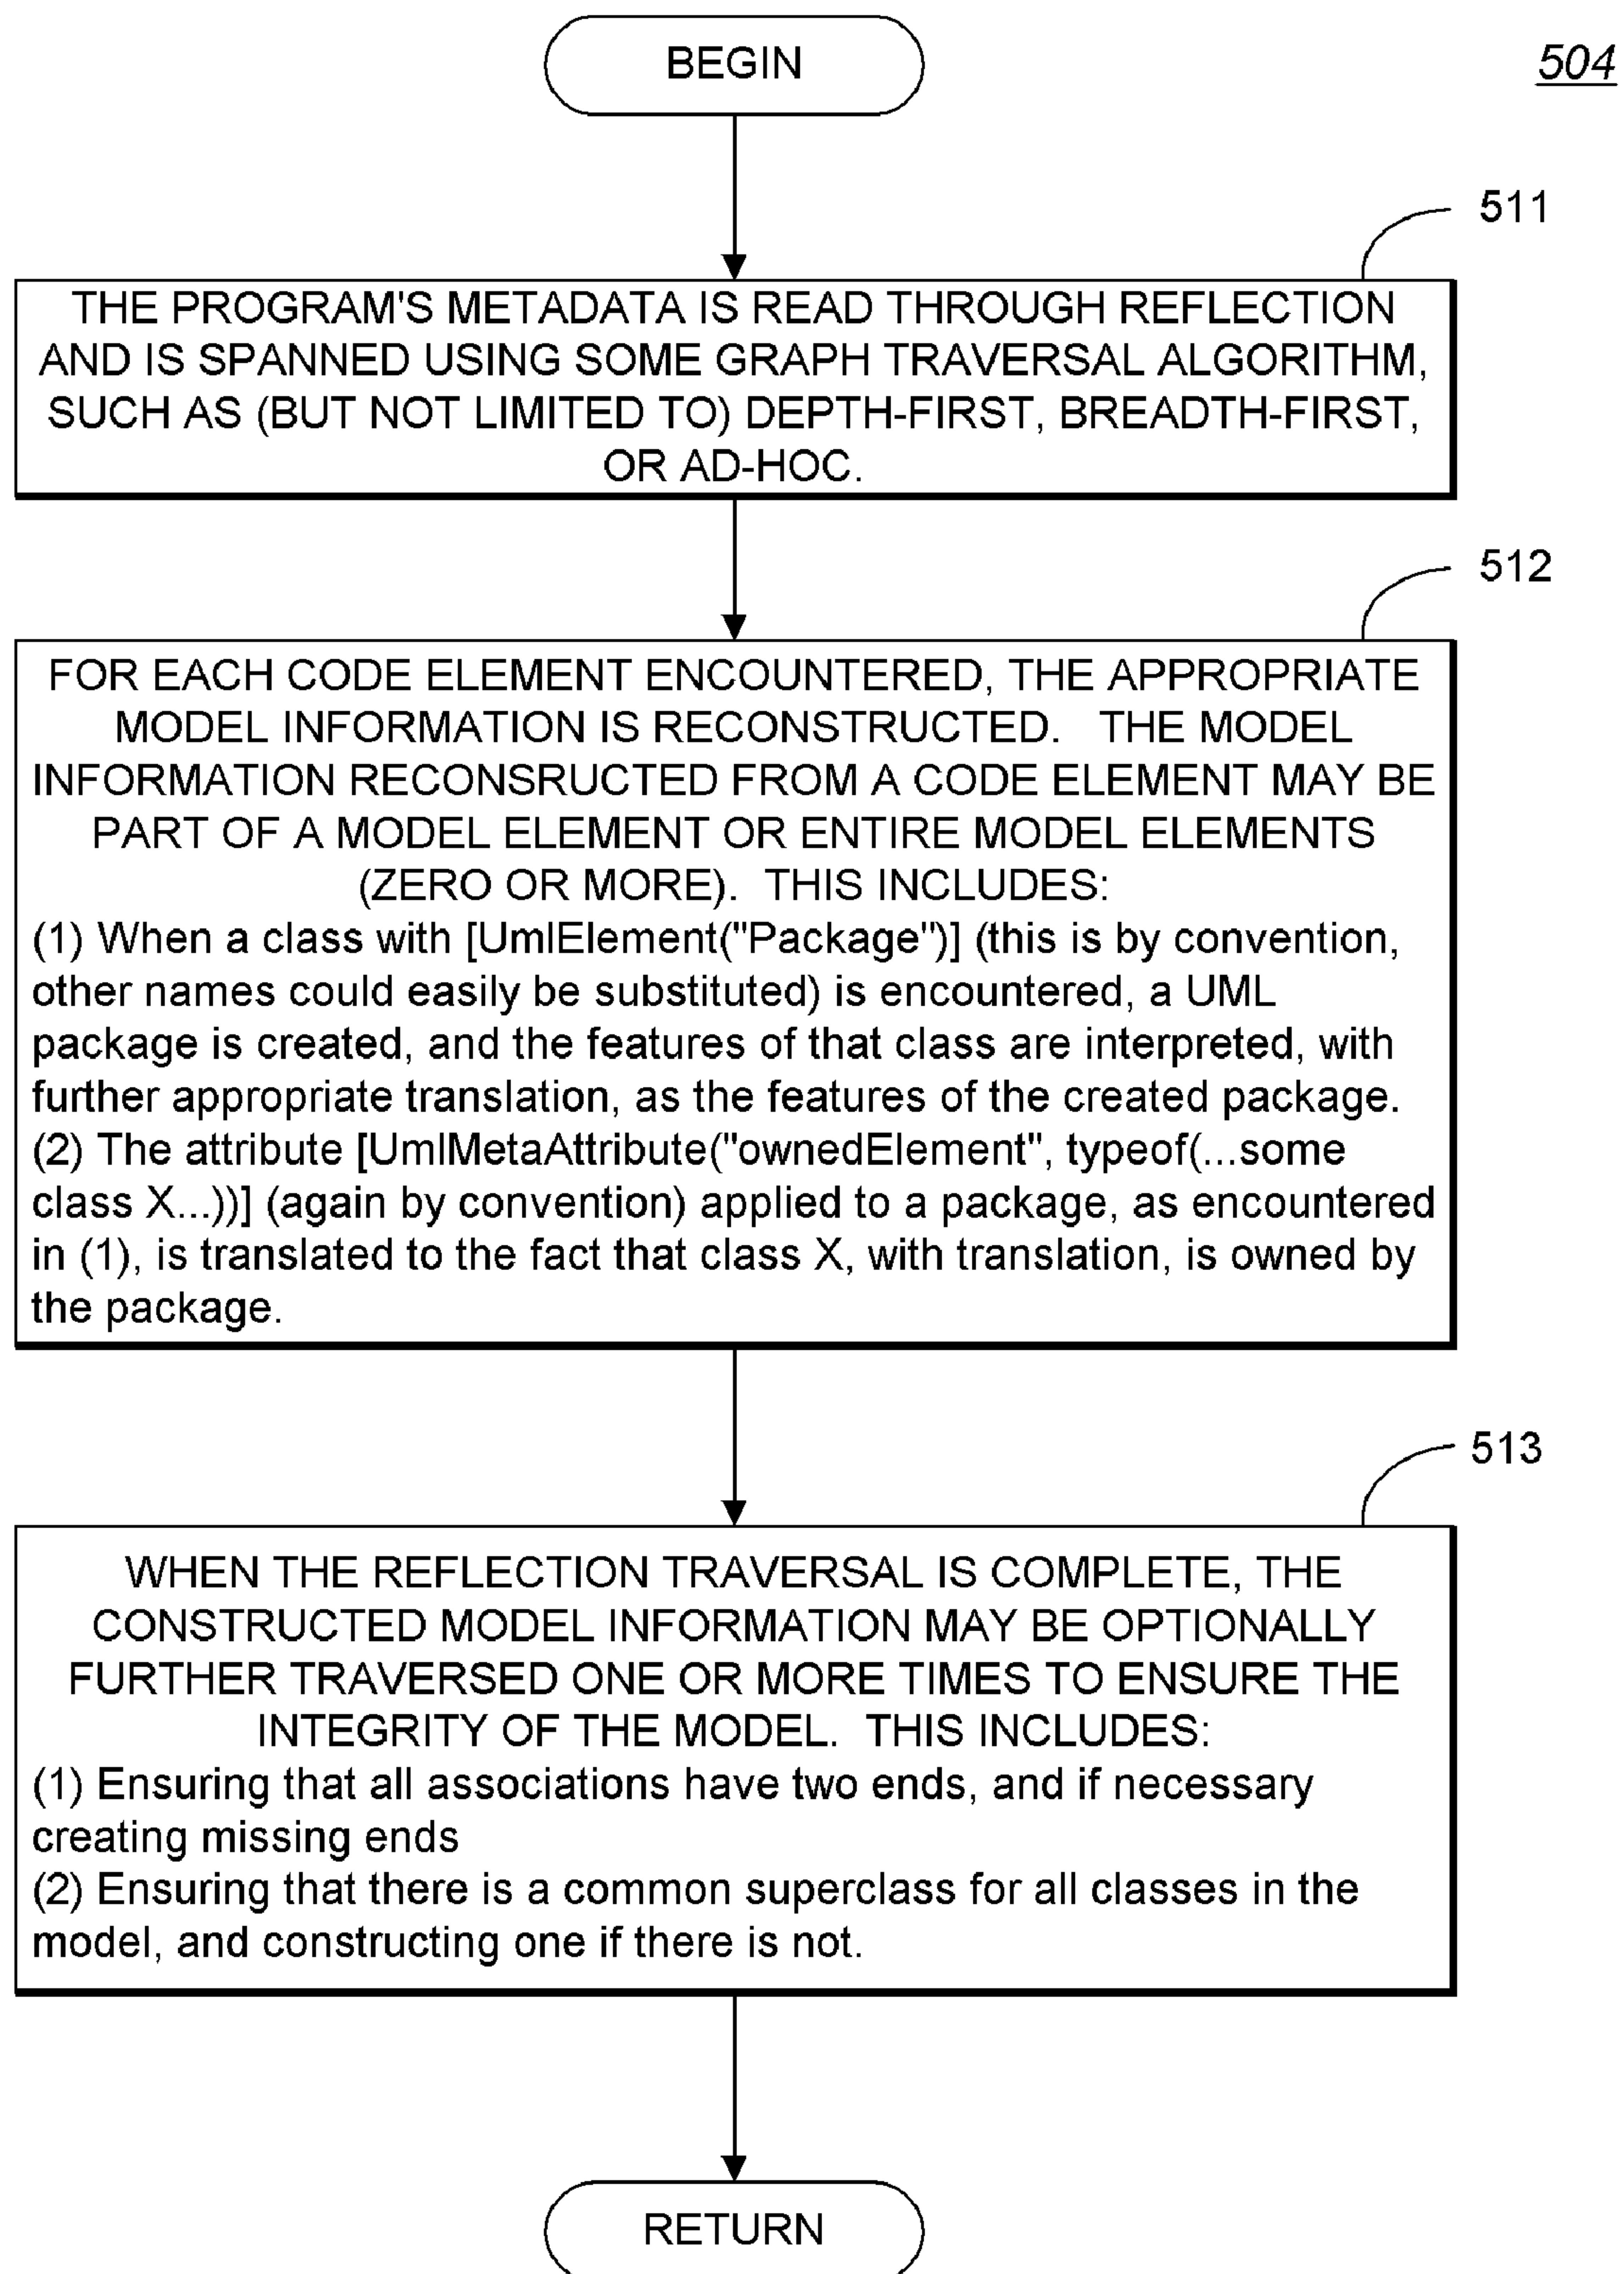 BEGIN
504
511
THE PROGRAM'S METADATA IS READ THROUGH REFLECTION
AND IS SPANNED USING SOME GRAPH TRAVERSAL ALGORITHM,
SUCH AS (BUT NOT LIMITED TO) DEPTH-FIRST, BREADTH-FIRST,
OR AD-HOC.
512
FOR EACH CODE ELEMENT ENCOUNTERED, THE APPROPRIATE
MODEL INFORMATION IS RECONSTRUCTED. THE MODEL
INFORMATION RECONSRUCTED FROM A CODE ELEMENT MAY BE
PART OF A MODEL ELEMENT OR ENTIRE MODEL ELEMENTS
(ZERO OR MORE). THIS INCLUDES:
(1) When a class with [UmlElement("Package")] (this is by convention,
other names could easily be substituted) is encountered, a UML
package is created, and the features of that class are interpreted, with
further appropriate translation, as the features of the created package.
(2) The attribute [UmlMetaAttribute("ownedElement", typeof(...some
class X...))] (again by convention) applied to a package, as encountered
in (1), is translated to the fact that class X, with translation, is owned by
the package.
513
WHEN THE REFLECTION TRAVERSAL IS COMPLETE, THE
CONSTRUCTED MODEL INFORMATION MAY BE OPTIONALLY
FURTHER TRAVERSED ONE OR MORE TIMES TO ENSURE THE
INTEGRITY OF THE MODEL. THIS INCLUDES:
(1) Ensuring that all associations have two ends, and if necessary
creating missing ends
(2) Ensuring that there is a common superclass for all classes in the
model, and constructing one if there is not.
RETURN